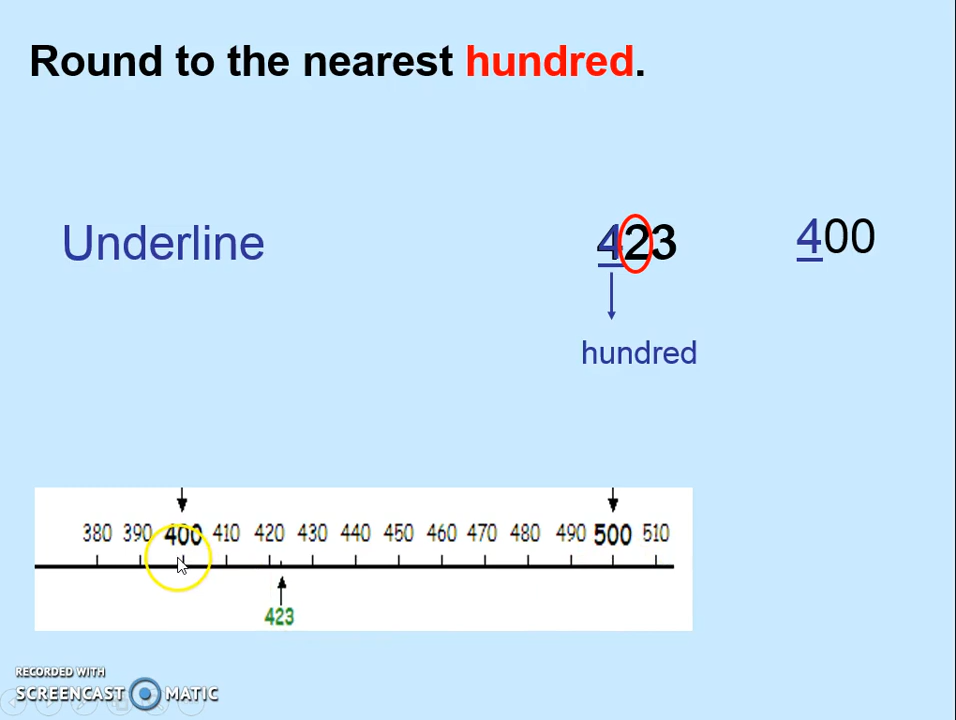 Round to the nearest hundred.
Underline 423 400
hundred
380 390 400 410 420 430 440 450 460 470 480 490 500 510
423
RECORDED WITH
SCREENCAST MATIC